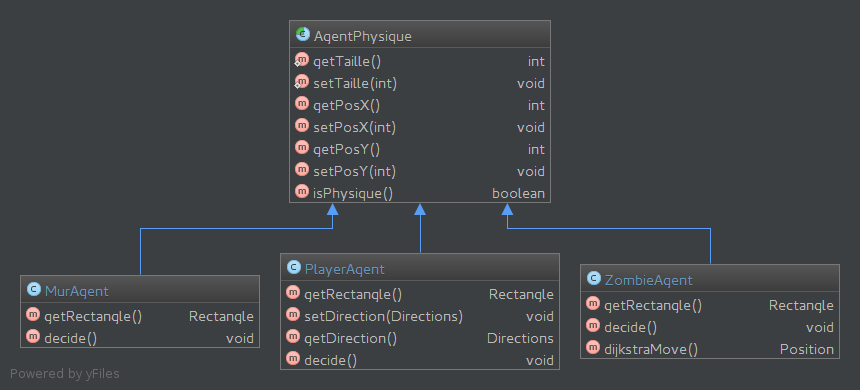 AgentPhysique
getTaille() int
setTaille(int) void
getPosX() int
setPosX(int) void
getPosY() int
setPosY(int) void
isPhysique() boolean
MurAgent
getRectangle() Rectangle
decide() void
PlayerAgent
getRectangle() Rectangle
setDirection(Directions) void
getDirection() Directions
decide() void
ZombieAgent
getRectangle() Rectangle
decide() void
dijkstraMove() Position
Powered by yFiles